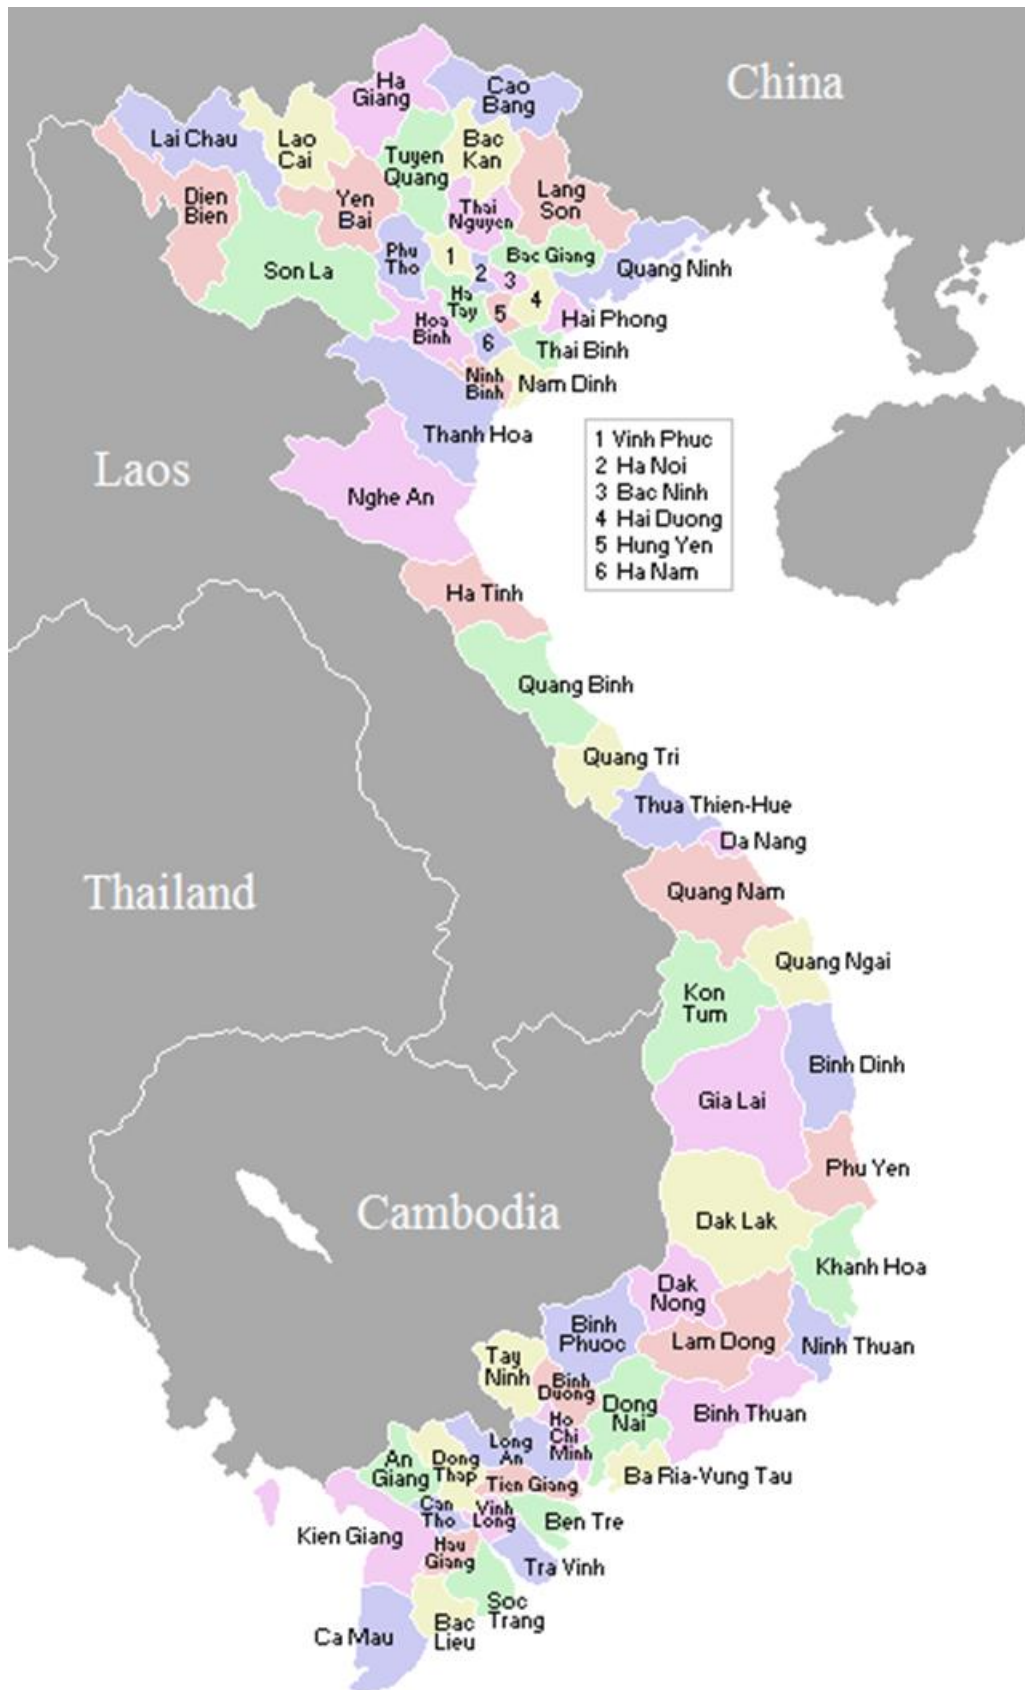 China
Ha
Giang
Cao
Bang
Lai Chau
Lao
Cai
Bac
Kan
Tuyen
Quang
Dien
Bien
Yen
Bai
Lang
Son
Thai
Nguyen
Phu
Tho
1
Bac Giang
Son La
2
3
Quang Ninh
Ha
Tay
4
5
Hoa
Binh
Hai Phong
6
Thai Binh
Ninh
Binh
Nam Dinh
Thanh Hoa
1 Vinh Phuc
2 Ha Noi
3 Bac Ninh
4 Hai Duong
5 Hung Yen
6 Ha Nam
Laos
Nghe An
Ha Tinh
Quang Binh
Quang Tri
Thua Thien-Hue
Da Nang
Thailand
Quang Nam
Quang Ngai
Kon
Tum
Binh Dinh
Gia Lai
Phu Yen
Cambodia
Dak Lak
Khanh Hoa
Dak
Nong
Binh
Phuoc
Lam Dong
Ninh Thuan
Tay
Ninh
Binh
Duong
Dong
Nai
Binh Thuan
Ho
Chi
Minh
Long
An
An
Giang
Dong
Thap
Ba Ria-Vung Tau
Tien Giang
Can
Tho
Vinh
Long
Ben Tre
Kien Giang
Hau
Giang
Tra Vinh
Soc
Trang
Bac
Lieu
Ca Mau